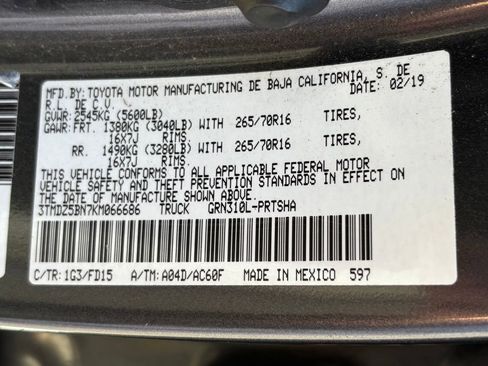 MFD.BY: TOYOTA MOTOR MANUFACTURING DE BAJA CALIFORNIA, S. DE
R.L. DE C.V. DATE: 02/19
GVWR: 2545KG (5600LB)
GAWR: FRT. 1380KG (3040LB) WITH 265/70R16 TIRES,
16X7J RIMS.
RR. 1490KG (3280LB) WITH 265/70R16 TIRES,
16X7J RIMS.
THIS VEHICLE CONFORMS TO ALL APPLICABLE FEDERAL MOTOR
VEHICLE SAFETY AND THEFT PREVENTION STANDARDS IN EFFECT ON
THE DATE OF MANUFACTURE SHOWN ABOVE.
3TMDZ5BN7KM066686 TRUCK GRN310L-PRTSHA
C/TR: 1G3/FD15 A/TM: A04D/AC60F MADE IN MEXICO 597